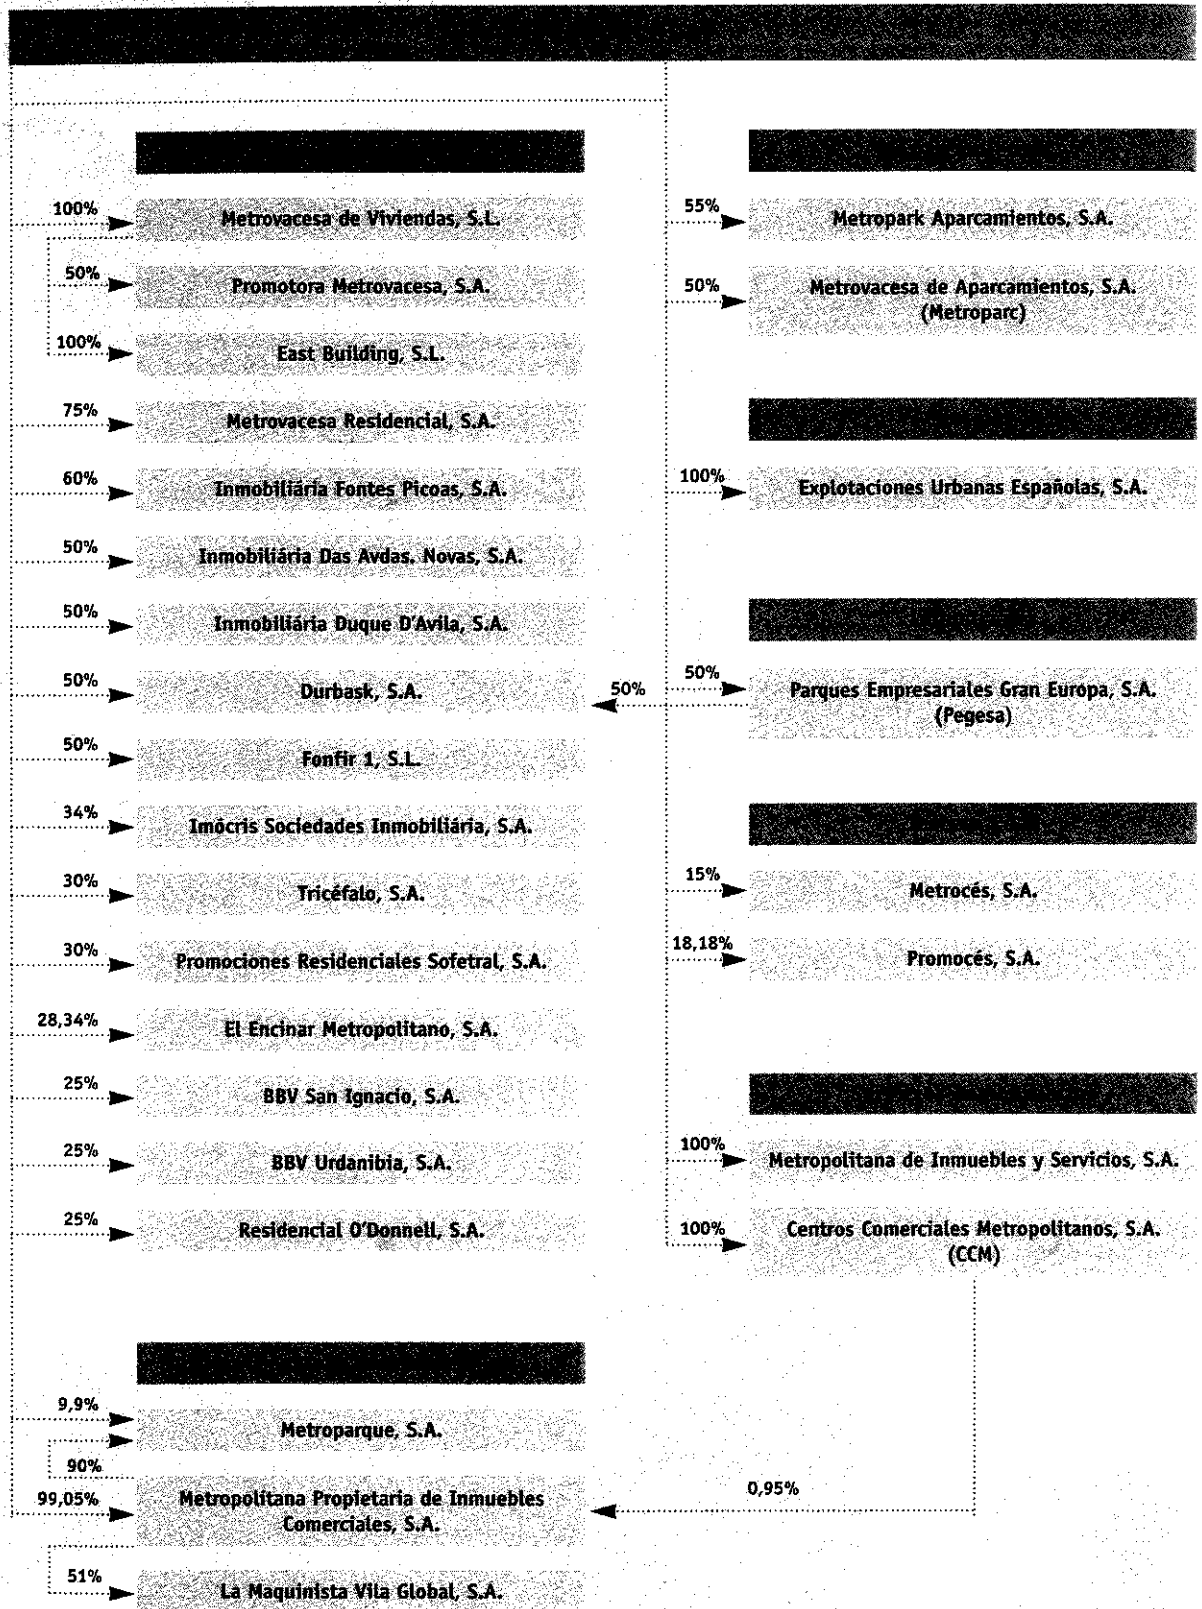 100%
Metrovacesa de Viviendas, S.L.
50%
Promotora Metrovacesa, S.A.
100%
East Building, S.L.
75%
Metrovacesa Residencial, S.A.
60%
Inmobiliária Fontes Picoas, S.A.
50%
Inmobiliária Das Avdas. Novas, S.A.
50%
Inmobiliária Duque D'Avila, S.A.
50%
Durbask, S.A.
50%
50%
Fonfir 1, S.L.
34%
Imócris Sociedades Inmobiliária, S.A.
30%
Tricéfalo, S.A.
30%
Promociones Residenciales Sofetral, S.A.
28,34%
El Encinar Metropolitano, S.A.
25%
BBV San Ignacio, S.A.
25%
BBV Urdanibia, S.A.
25%
Residencial O'Donnell, S.A.
9,9%
Metroparque, S.A.
90%
99,05%
Metropolitana Propietaria de Inmuebles
Comerciales, S.A.
51%
La Maquinista Vila Global, S.A.
55%
Metropark Aparcamientos, S.A.
50%
Metrovacesa de Aparcamientos, S.A.
(Metroparc)
100%
Explotaciones Urbanas Españolas, S.A.
50%
Parques Empresariales Gran Europa, S.A.
(Pegesa)
15%
Metrocés, S.A.
18,18%
Promocés, S.A.
100%
Metropolitana de Inmuebles y Servicios, S.A.
100%
Centros Comerciales Metropolitanos, S.A.
(CCM)
0,95%